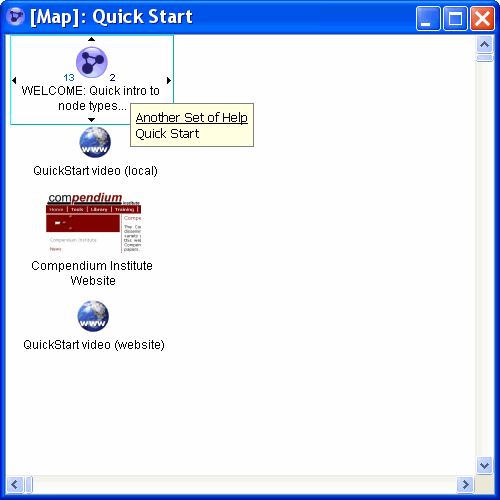 [Map]: Quick Start
13 2
WELCOME: Quick intro to
node types...
Another Set of Help
Quick Start
www
QuickStart video (local)
compendium
institute
Home Tools Library Training
Compendium Institute
News
Compendium Institute
Website
www
QuickStart video (website)